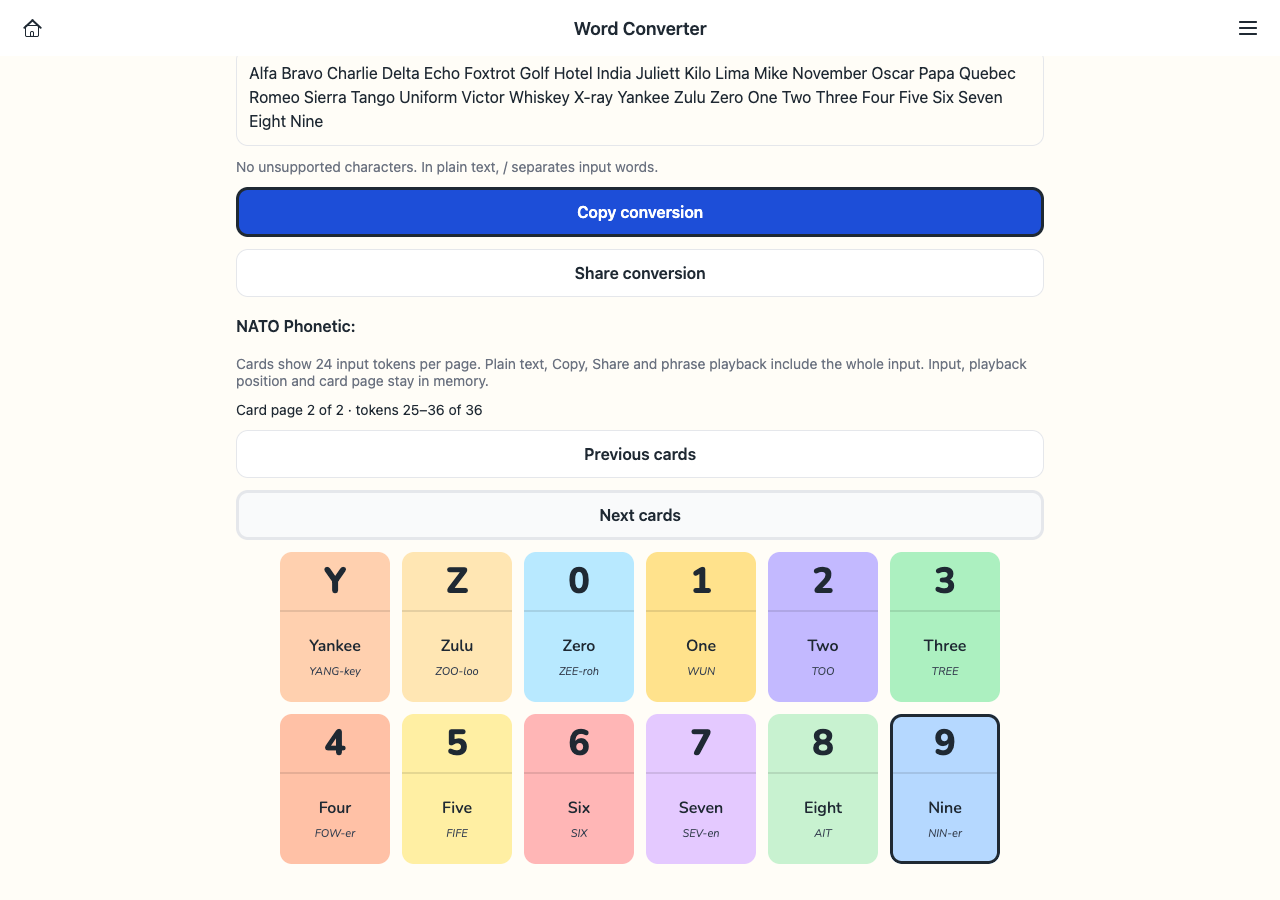 Word Converter
Alfa Bravo Charlie Delta Echo Foxtrot Golf Hotel India Juliett Kilo Lima Mike November Oscar Papa Quebec
Romeo Sierra Tango Uniform Victor Whiskey X-ray Yankee Zulu Zero One Two Three Four Five Six Seven
Eight Nine
No unsupported characters. In plain text, / separates input words.
Copy conversion
Share conversion
NATO Phonetic:
Cards show 24 input tokens per page. Plain text, Copy, Share and phrase playback include the whole input. Input, playback
position and card page stay in memory.
Card page 2 of 2 · tokens 25–36 of 36
Previous cards
Next cards
Y
Yankee
YANG-key
Z
Zulu
ZOO-loo
0
Zero
ZEE-roh
1
One
WUN
2
Two
TOO
3
Three
TREE
4
Four
FOW-er
5
Five
FIFE
6
Six
SIX
7
Seven
SEV-en
8
Eight
AIT
9
Nine
NIN-er